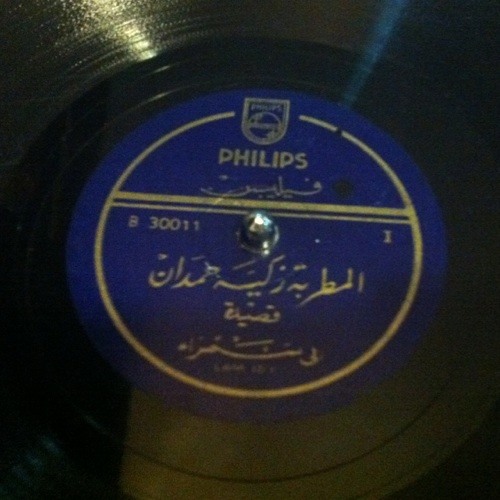 PHILIPS
فيليبس
B 30011
I
المطربة زكية حمدان
قصيدة